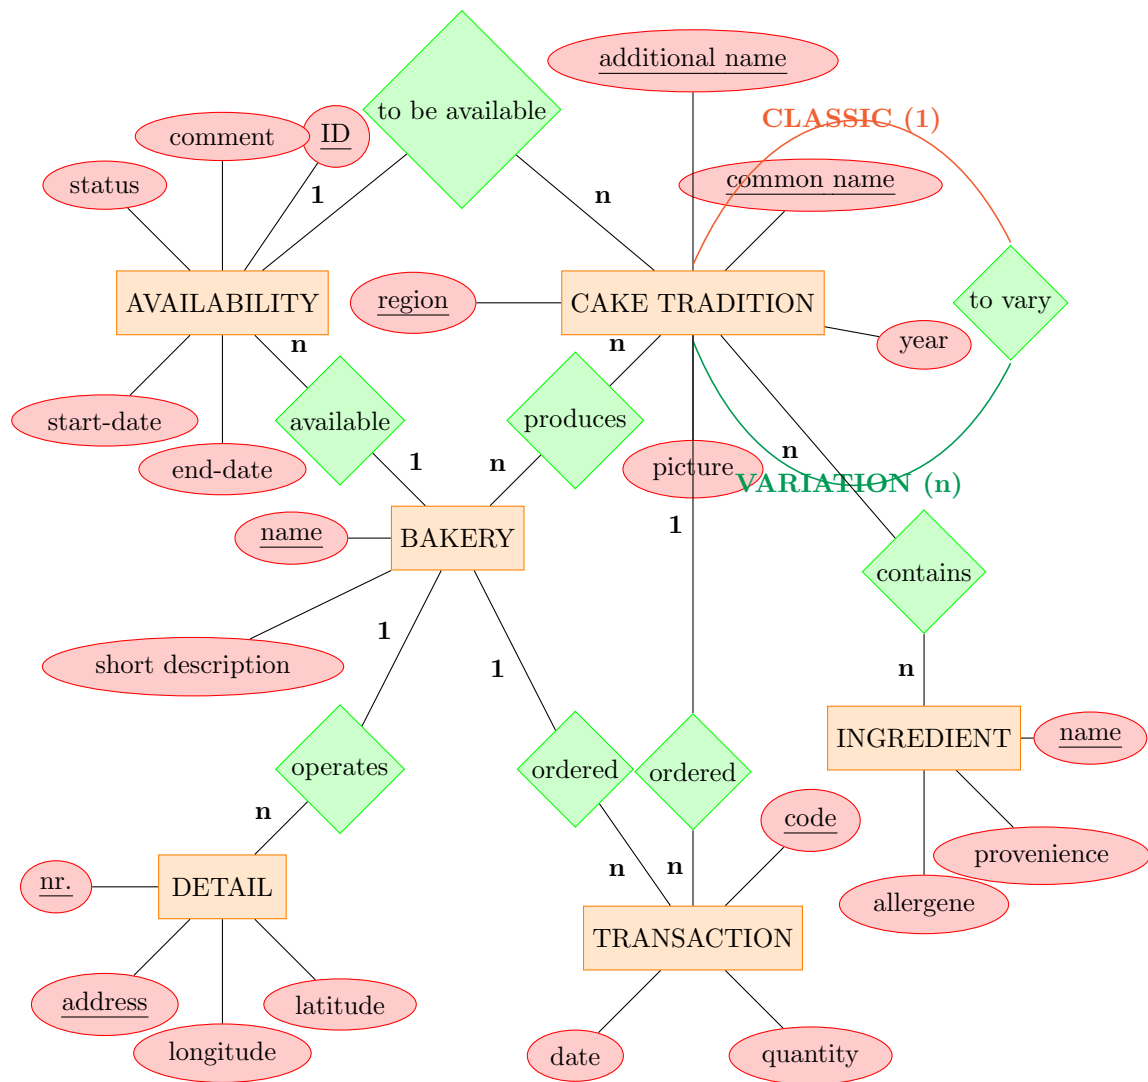 additional name
to be available
CLASSIC (1)
comment
ID
status
common name
1
n
AVAILABILITY
region
CAKE TRADITION
to vary
year
n
n
start-date
available
produces
end-date
1
n
picture
n
VARIATION (n)
name
BAKERY
1
contains
1
short description
1
n
operates
ordered
ordered
INGREDIENT
name
n
code
provenience
n
n
nr.
DETAIL
allergene
TRANSACTION
address
latitude
longitude
date
quantity